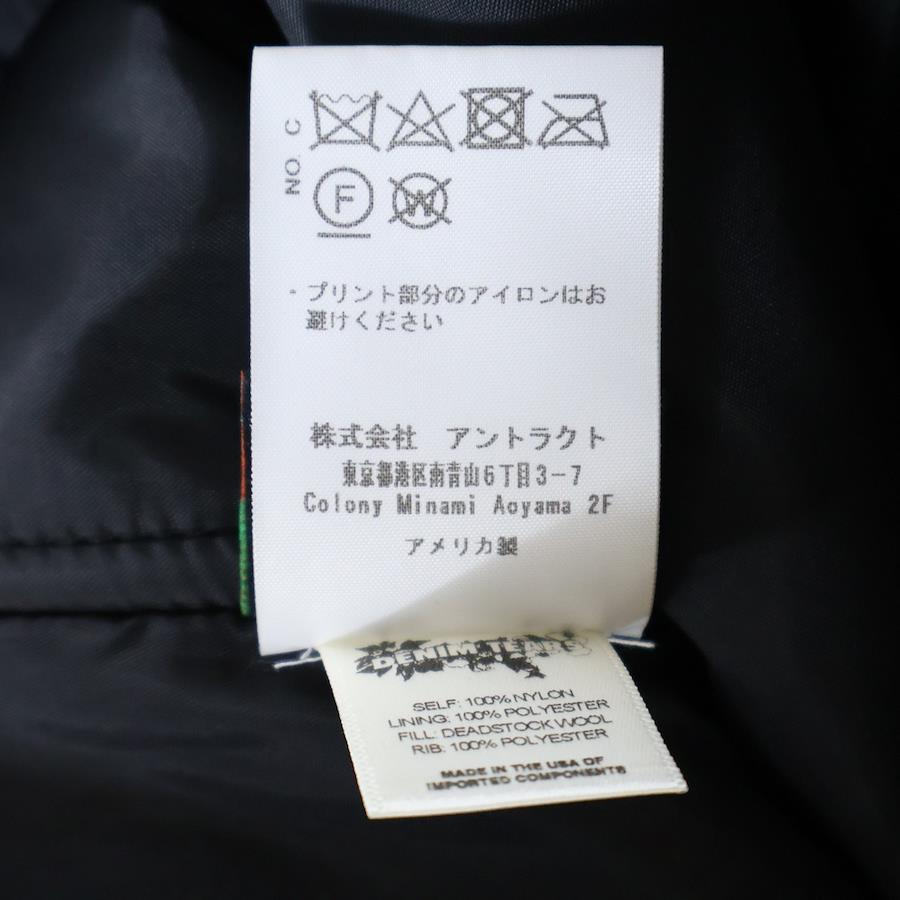 NO. C
F
W
・プリント部分のアイロンはお
避けください
株式会社 アントラクト
東京都港区南青山6丁目3-7
Colony Minami Aoyama 2F
アメリカ製
DENIM TEARS
SELF: 100% NYLON
LINING: 100% POLYESTER
FILL: DEADSTOCK WOOL
RIB: 100% POLYESTER
MADE IN THE USA OF
IMPORTED COMPONENTS